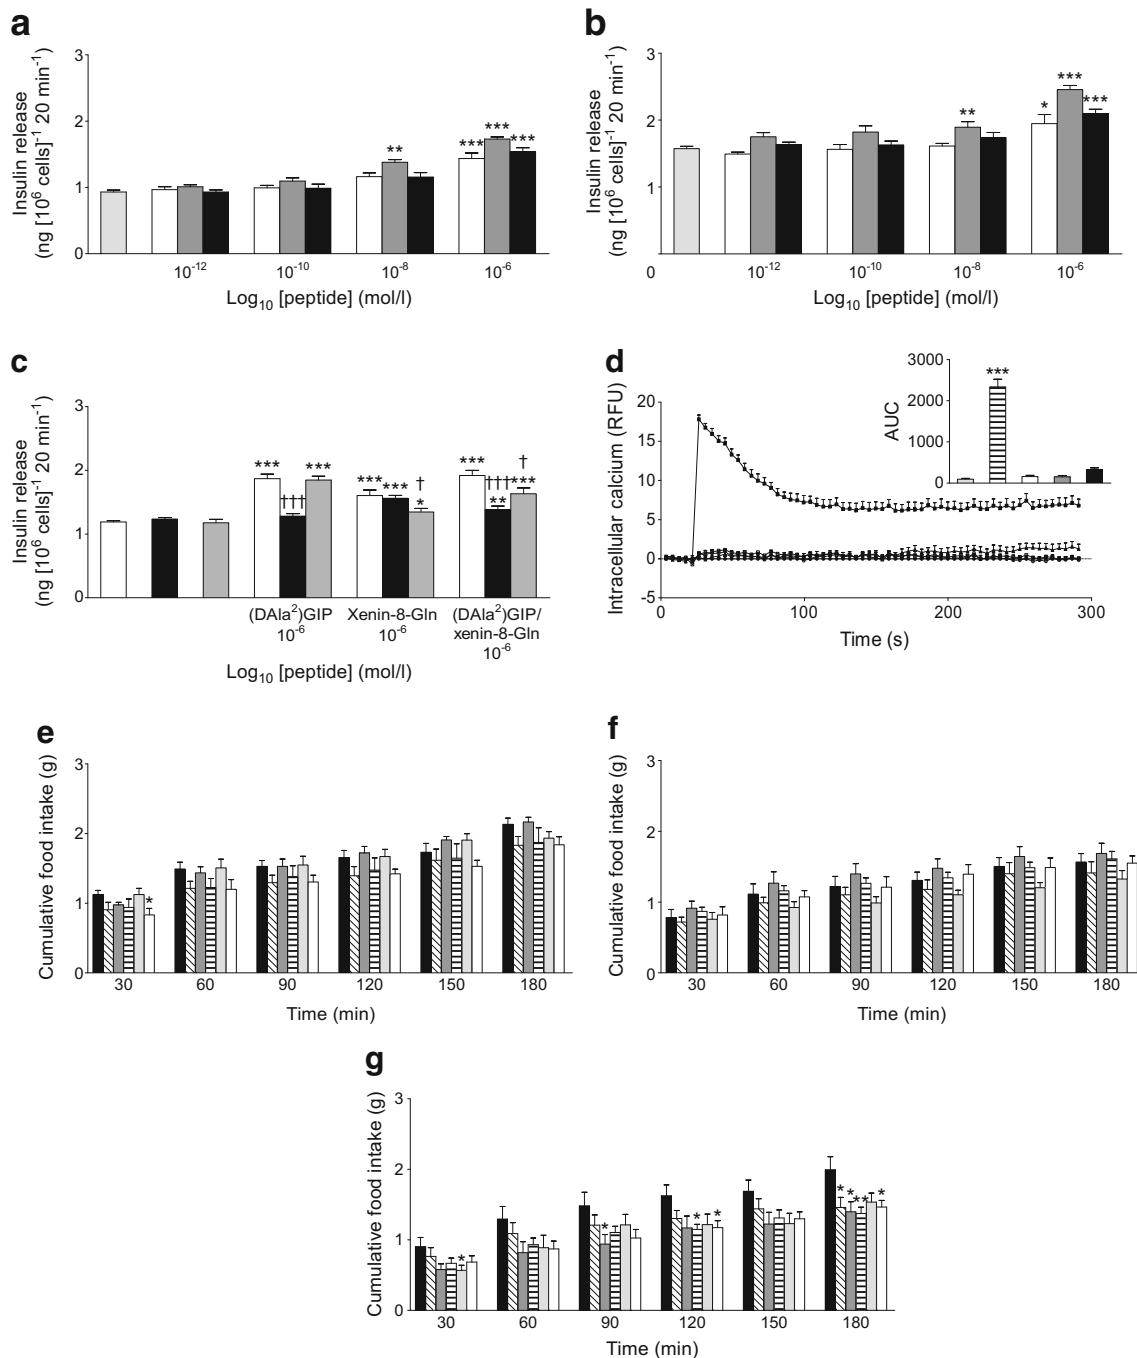 a
3
2
1
0
Insulin release
(ng [10⁶ cells]⁻¹ 20 min⁻¹)
** *** *** ***
10⁻¹² 10⁻¹⁰ 10⁻⁸ 10⁻⁶
Log₁₀ [peptide] (mol/l)
b
3
2
1
0
Insulin release
(ng [10⁶ cells]⁻¹ 20 min⁻¹)
** * *** ***
10⁻¹² 10⁻¹⁰ 10⁻⁸ 10⁻⁶
Log₁₀ [peptide] (mol/l)
c
3
2
1
0
Insulin release
(ng [10⁶ cells]⁻¹ 20 min⁻¹)
*** ††† *** *** *** † * *** ††† ** † ***
(DAla²)GIP
10⁻⁶
Xenin-8-Gln
10⁻⁶
(DAla²)GIP/
xenin-8-Gln
10⁻⁶
Log₁₀ [peptide] (mol/l)
d
20
15
10
5
0
-5
Intracellular calcium (RFU)
0 100 200 300
Time (s)
3000
2000
1000
0
AUC
***
e
3
2
1
0
Cumulative food intake (g)
*
30 60 90 120 150 180
Time (min)
f
3
2
1
0
Cumulative food intake (g)
30 60 90 120 150 180
Time (min)
g
3
2
1
0
Cumulative food intake (g)
* * * * * * ** *
30 60 90 120 150 180
Time (min)